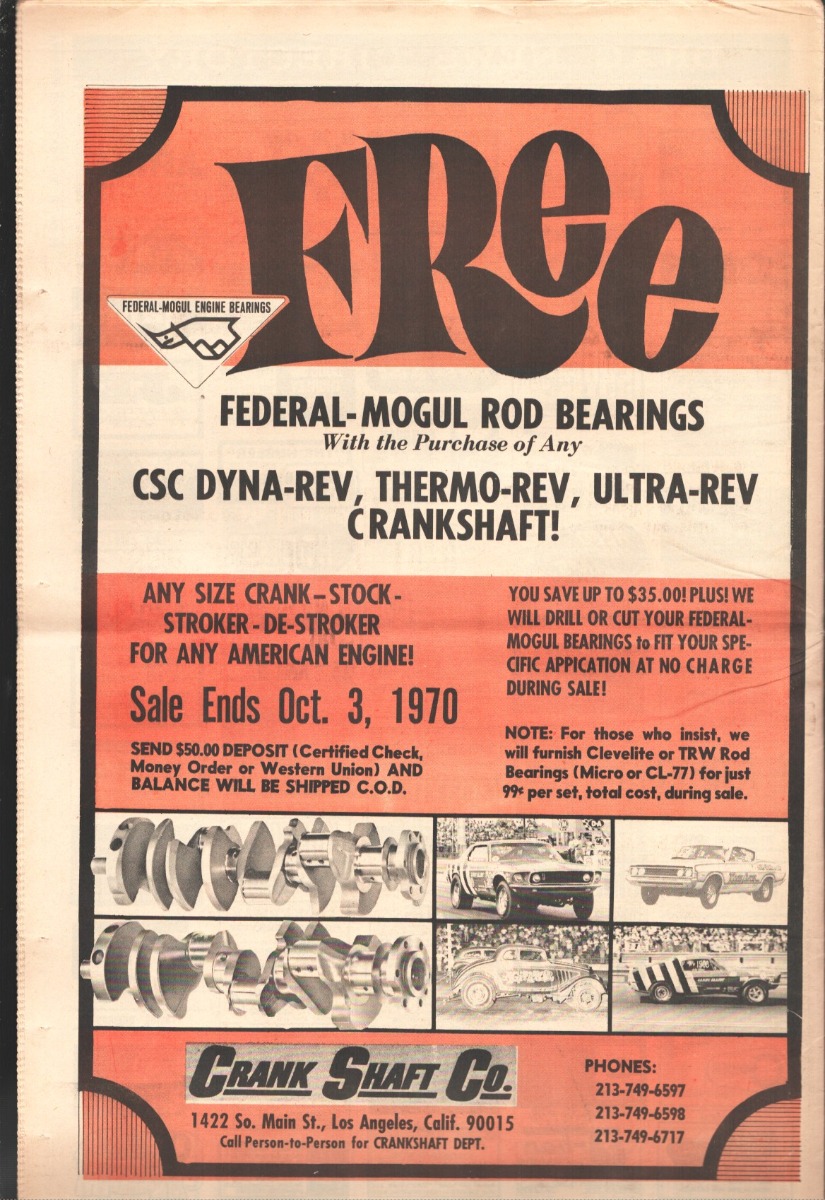 FRee
FEDERAL-MOGUL ENGINE BEARINGS
FEDERAL-MOGUL ROD BEARINGS
With the Purchase of Any
CSC DYNA-REV, THERMO-REV, ULTRA-REV
CRANKSHAFT!
ANY SIZE CRANK-STOCK-
STROKER-DE-STROKER
FOR ANY AMERICAN ENGINE!
Sale Ends Oct. 3, 1970
SEND $50.00 DEPOSIT (Certified Check,
Money Order or Western Union) AND
BALANCE WILL BE SHIPPED C.O.D.
YOU SAVE UP TO $35.00! PLUS! WE
WILL DRILL OR CUT YOUR FEDERAL-
MOGUL BEARINGS to FIT YOUR SPE-
CIFIC APPICATION AT NO CHARGE
DURING SALE!
NOTE: For those who insist, we
will furnish Clevelite or TRW Rod
Bearings (Micro or CL-77) for just
99¢ per set, total cost, during sale.
CRANK SHAFT CO.
1422 So. Main St., Los Angeles, Calif. 90015
Call Person-to-Person for CRANKSHAFT DEPT.
PHONES:
213-749-6597
213-749-6598
213-749-6717